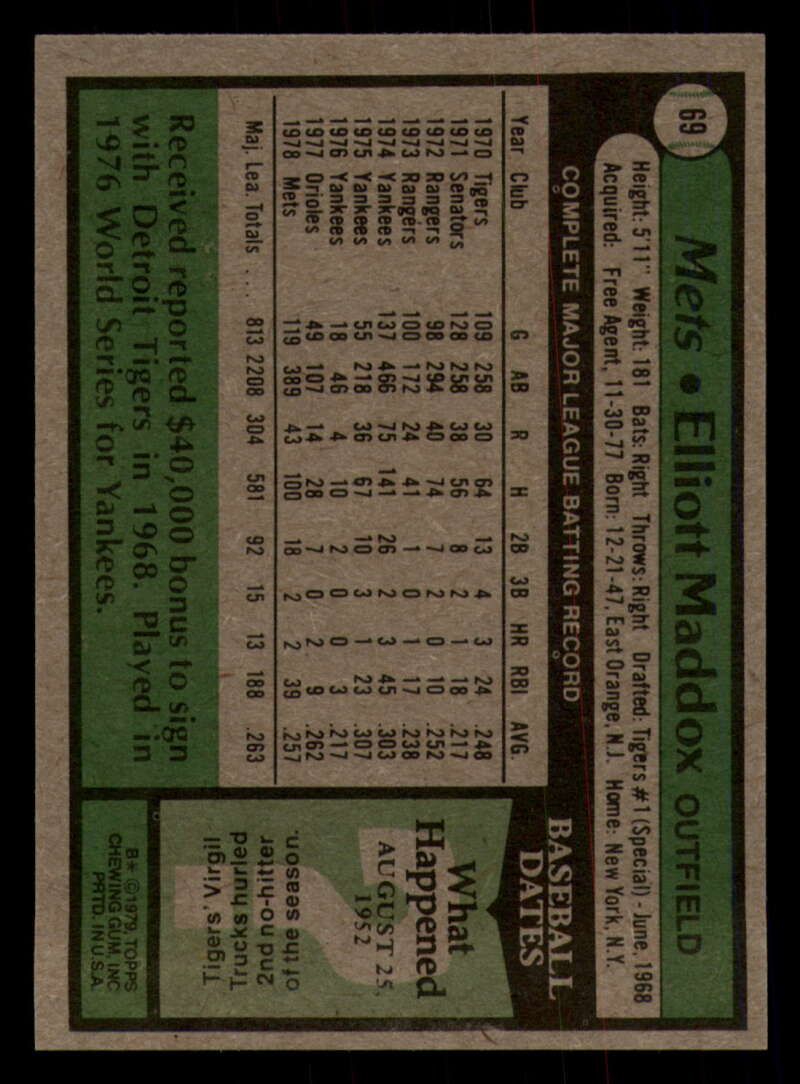 69
Mets • Elliott Maddox OUTFIELD
Height: 5'11" Weight: 181 Bats: Right Throws: Right Drafted: Tigers #1 (Special) - June, 1968
Acquired: Free Agent, 11-30-77 Born: 12-21-47, East Orange, N.J. Home: New York, N.Y.
COMPLETE MAJOR LEAGUE BATTING RECORD
Year Club G AB R H 2B 3B HR RBI AVG.
1970 Tigers 109 258 30 64 13 4 3 24 .248
1971 Senators 128 258 38 56 8 2 1 18 .217
1972 Rangers 98 294 40 74 7 2 0 10 .252
1973 Rangers 100 172 24 41 1 0 1 17 .238
1974 Yankees 137 466 75 141 26 2 3 45 .303
1975 Yankees 55 218 36 67 10 3 1 23 .307
1976 Yankees 18 46 4 10 2 0 0 3 .217
1977 Orioles 49 107 14 28 7 0 2 9 .262
1978 Mets 119 389 43 100 18 2 2 39 .257
Maj. Lea. Totals .... 813 2208 304 581 92 15 13 188 .263
Received reported $40,000 bonus to sign
with Detroit Tigers in 1968. Played in
1976 World Series for Yankees.
BASEBALL
DATES
What
Happened
AUGUST 25,
1952
?
Tigers' Virgil
Trucks hurled
2nd no-hitter
of the season.
B* ©1979, TOPPS
CHEWING GUM, INC
PRTD. IN U.S.A.